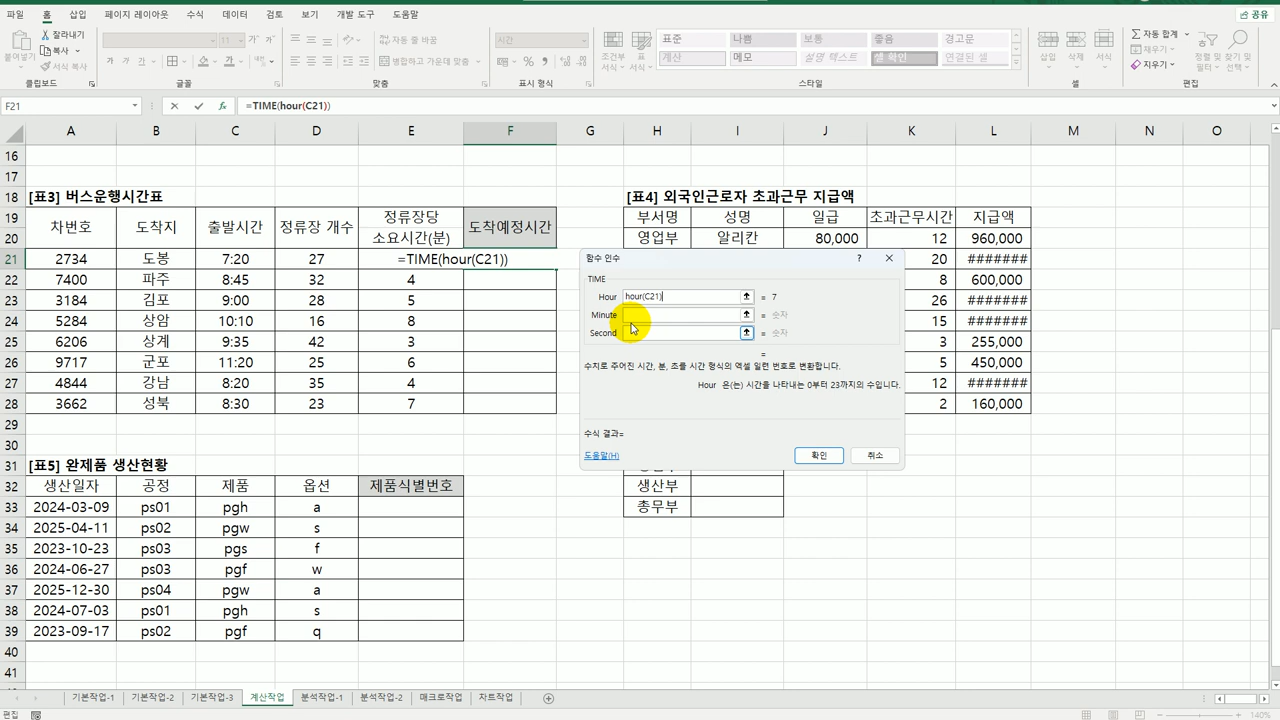 파일 홈 삽입 페이지 레이아웃 수식 데이터 검토 보기 개발 도구 도움말 공유
붙여넣기 잘라내기 복사 서식 복사
11
가 가 가
텍스트 줄 바꿈
병합하고 가운데 맞춤
시간
조건부 서식 표 서식
표준 나쁨 보통 좋음 경고문
계산 메모 설명 텍스트 셀 확인 연결된 셀
삽입 삭제 서식
자동 합계 채우기 지우기
정렬 및 필터 찾기 및 선택
클립보드 맞춤 표시 형식 스타일 셀 편집
F21 fx =TIME(hour(C21))
A B C D E F G H I J K L M N O
16
17
18 [표3] 버스운행시간표 [표4] 외국인근로자 초과근무 지급액
19 차번호 도착지 출발시간 정류장 개수 정류장당 도착예정시간 부서명 성명 일급 초과근무시간 지급액
20 소요시간(분) 영업부 알리칸 80,000 12 960,000
21 2734 도봉 7:20 27 =TIME(hour(C21)) 20 #######
22 7400 파주 8:45 32 4 8 600,000
23 3184 김포 9:00 28 5 26 #######
24 5284 상암 10:10 16 8 15 #######
25 6202 상계 9:35 42 3 3 255,000
26 9717 군포 11:20 25 6 5 450,000
27 4844 강남 8:20 35 4 12 #######
28 3662 성북 8:30 23 7 2 160,000
29
30
31 [표5] 완제품 생산현황
32 생산일자 공정 제품 옵션 제품식별번호 생산부
33 2024-03-09 ps01 pgh a 총무부
34 2025-04-11 ps02 pgw s
35 2023-10-23 ps03 pgs f
36 2024-06-27 ps03 pgf w
37 2025-12-30 ps04 pgw a
38 2024-07-03 ps01 pgh s
39 2023-09-17 ps02 pgf q
40
41
함수 인수 ?
TIME
Hour hour(C21) = 7
Minute = 숫자
Second = 숫자
=
수치로 주어진 시간, 분, 초를 시간 형식의 엑셀 일련 번호로 변환합니다.
Hour 은(는) 시간을 나타내는 0부터 23까지의 수입니다.
수식 결과=
도움말(H) 확인 취소
기본작업-1 기본작업-2 기본작업-3 계산작업 분석작업-1 분석작업-2 매크로작업 차트작업
편집 140%